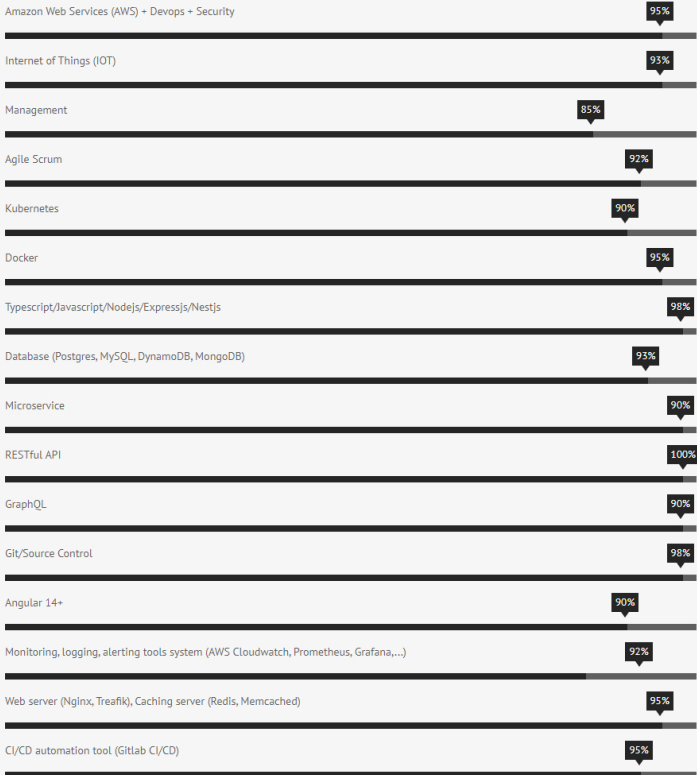 Amazon Web Services (AWS) + Devops + Security
95%
Internet of Things (IOT)
93%
Management
85%
Agile Scrum
92%
Kubernetes
90%
Docker
95%
Typescript/Javascript/Nodejs/Expressjs/Nestjs
98%
Database (Postgres, MySQL, DynamoDB, MongoDB)
93%
Microservice
90%
RESTful API
100%
GraphQL
90%
Git/Source Control
98%
Angular 14+
90%
Monitoring, logging, alerting tools system (AWS Cloudwatch, Prometheus, Grafana,...)
92%
Web server (Nginx, Treafik), Caching server (Redis, Memcached)
95%
CI/CD automation tool (Gitlab CI/CD)
95%